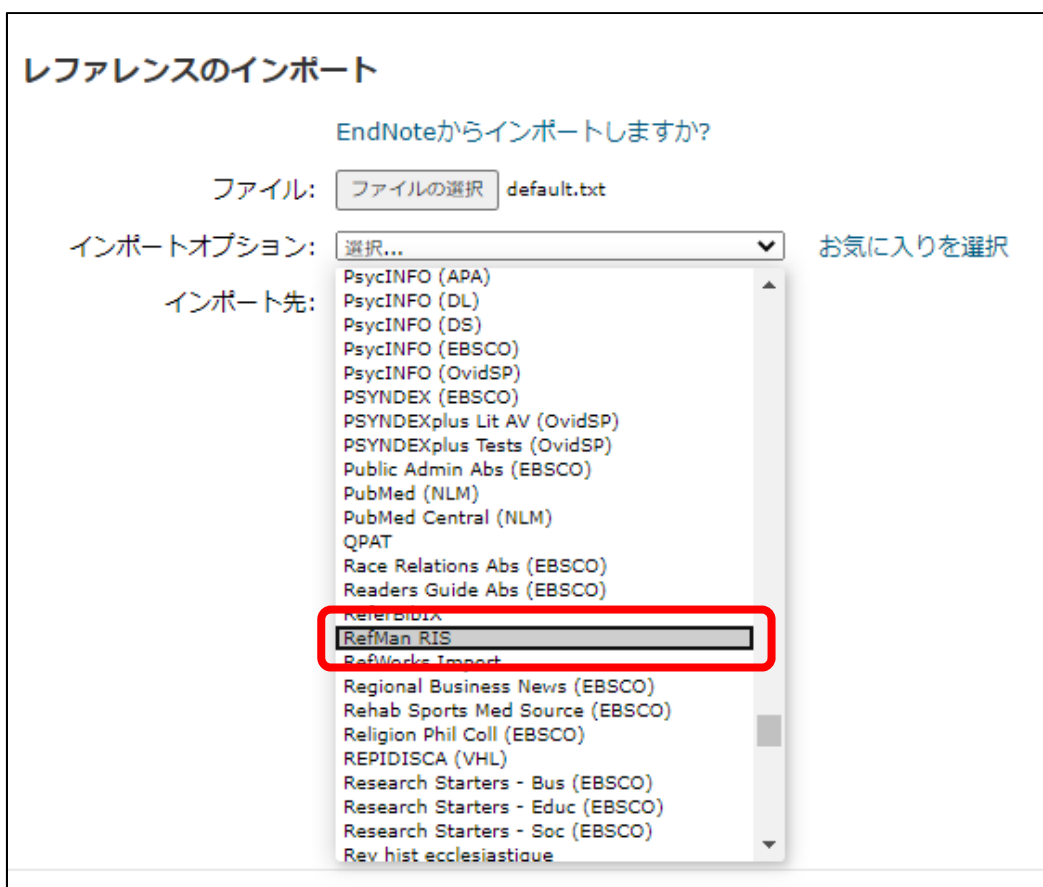 レファレンスのインポート
EndNoteからインポートしますか?
ファイル: ファイルの選択 default.txt
インポートオプション: 選択... お気に入りを選択
インポート先:
PsycINFO (APA)
PsycINFO (DL)
PsycINFO (DS)
PsycINFO (EBSCO)
PsycINFO (OvidSP)
PSYNDEX (EBSCO)
PSYNDEXplus Lit AV (OvidSP)
PSYNDEXplus Tests (OvidSP)
Public Admin Abs (EBSCO)
PubMed (NLM)
PubMed Central (NLM)
QPAT
Race Relations Abs (EBSCO)
Readers Guide Abs (EBSCO)
ReferBibIX
RefMan RIS
RefWorks Import
Regional Business News (EBSCO)
Rehab Sports Med Source (EBSCO)
Religion Phil Coll (EBSCO)
REPIDISCA (VHL)
Research Starters - Bus (EBSCO)
Research Starters - Educ (EBSCO)
Research Starters - Soc (EBSCO)
Rev hist ecclesiastique